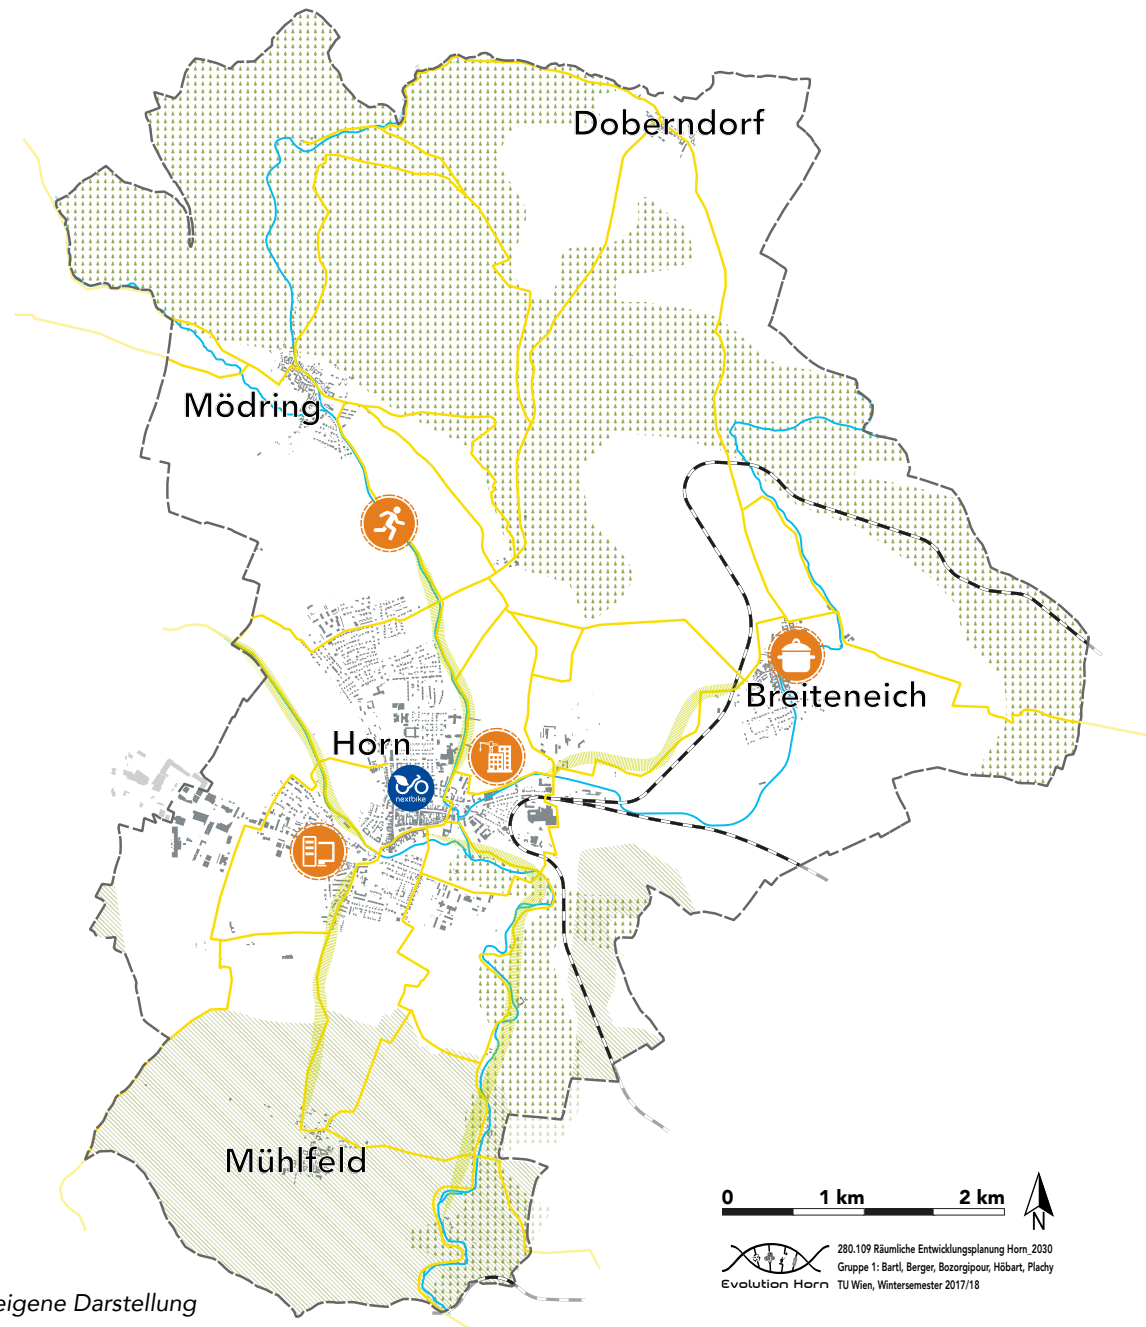 Doberndorf
Mödring
Horn
nextbike
Breiteneich
Mühlfeld
0 1 km 2 km
N
Evolution Horn
280.109 Räumliche Entwicklungsplanung Horn_2030
Gruppe 1: Bartl, Berger, Bozorgipour, Höbart, Plachy
TU Wien, Wintersemester 2017/18
eigene Darstellung